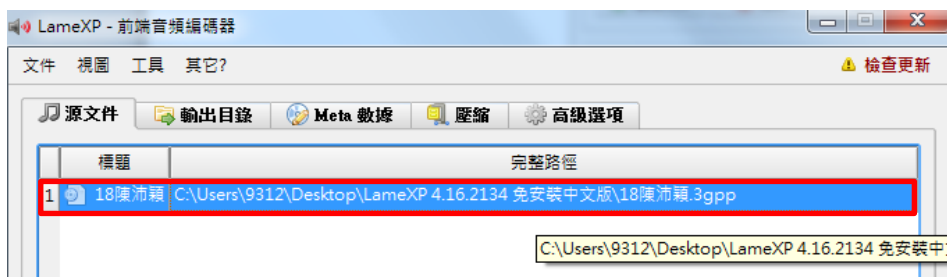 LameXP - 前端音頻編碼器
文件 視圖 工具 其它? 檢查更新
源文件 輸出目錄 Meta 數據 壓縮 高級選項
標題 完整路徑
1 18陳沛穎 C:\Users\9312\Desktop\LameXP 4.16.2134 免安裝中文版\18陳沛穎.3gpp
C:\Users\9312\Desktop\LameXP 4.16.2134 免安裝中